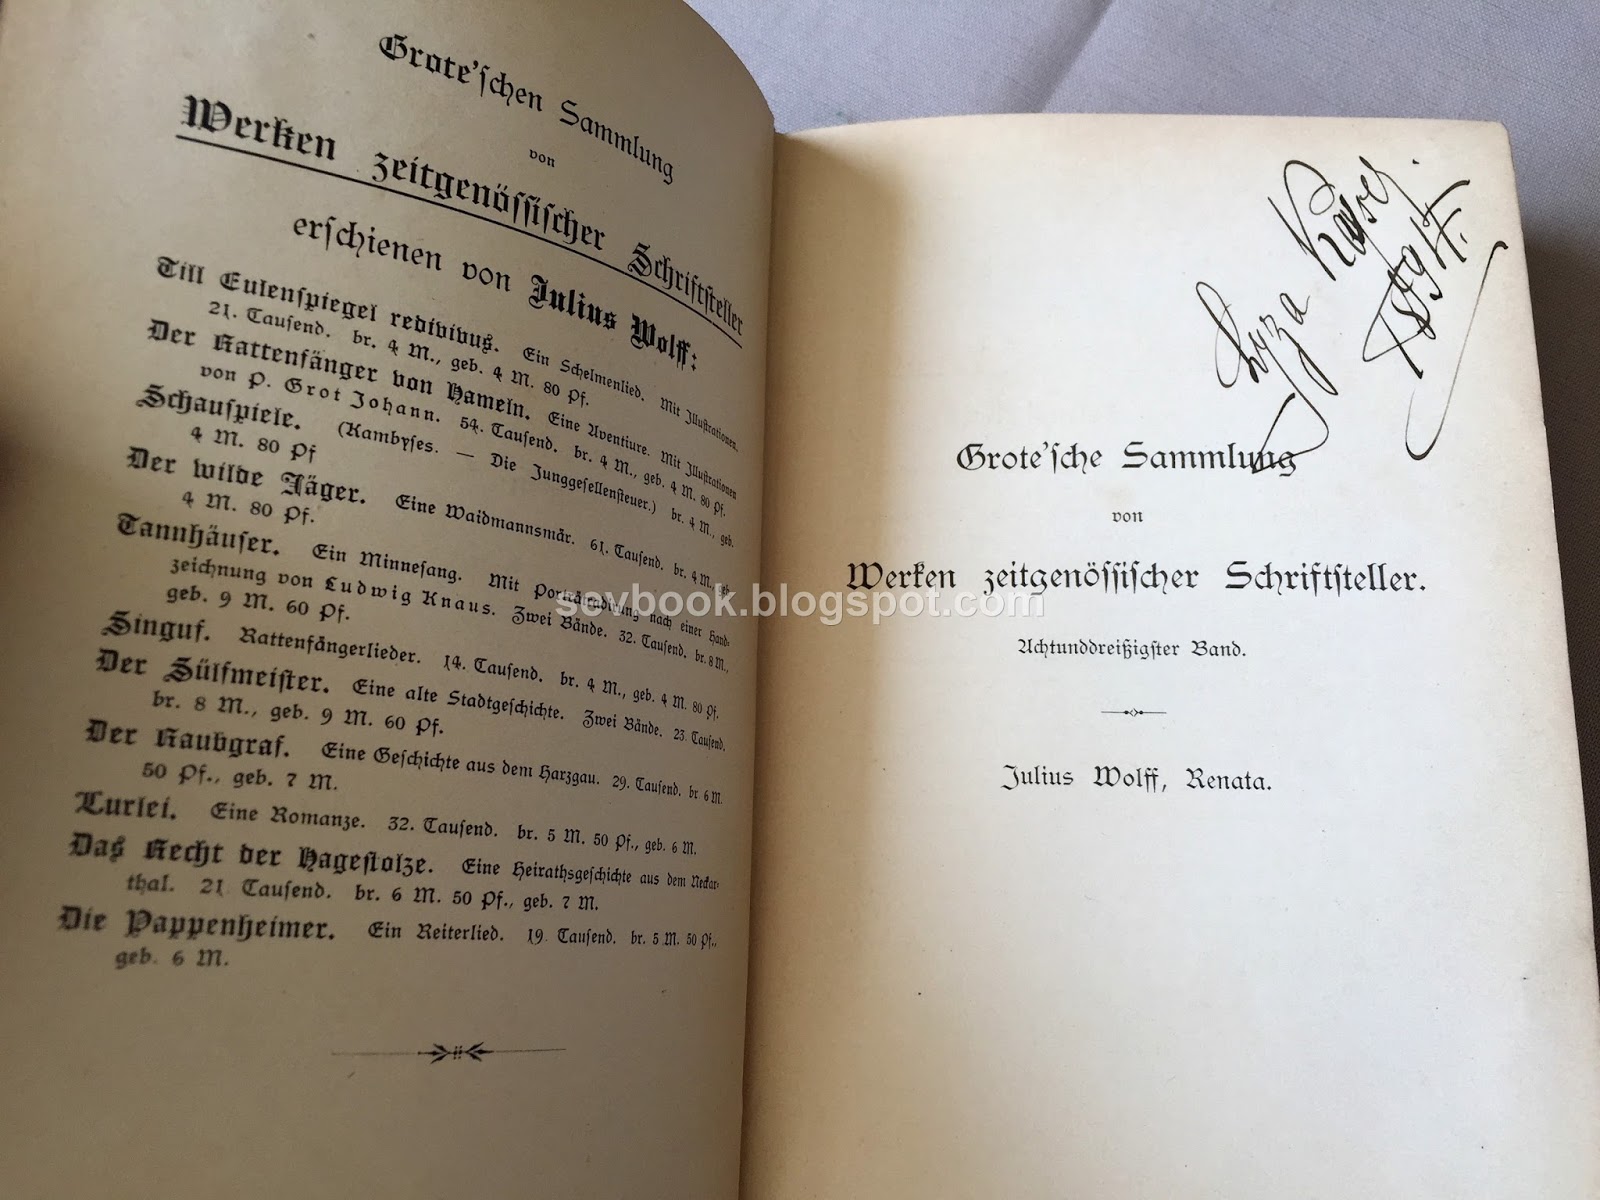 Grote'schen Sammlung
von
Werken zeitgenössischer Schriftsteller
erschienen von Julius Wolff:
Till Eulenspiegel redivivus. Ein Schelmenlied. Mit Illustrationen.
21. Tausend. br. 4 M., geb. 4 M. 80 Pf.
Der Rattenfänger von Hameln. Eine Aventiure. Mit Illustrationen
von P. Grot Johann. 54. Tausend. br. 4 M., geb. 4 M. 80 Pf.
Schauspiele. (Kambyses. — Die Junggesellensteuer.) br. 4 M., geb.
4 M. 80 Pf
Der wilde Jäger. Eine Waidmannsmär. 61. Tausend. br. 4 M., geb.
4 M. 80 Pf.
Tannhäuser. Ein Minnesang. Mit Porträtradirung nach einer Hand-
zeichnung von Ludwig Knaus. Zwei Bände. 32. Tausend. br. 8 M.,
geb. 9 M. 60 Pf.
Singuf. Rattenfängerlieder. 14. Tausend. br. 4 M., geb. 4 M. 80 Pf.
Der Sülfmeister. Eine alte Stadtgeschichte. Zwei Bände. 23. Tausend.
br. 8 M., geb. 9 M. 60 Pf.
Der Raubgraf. Eine Geschichte aus dem Harzgau. 29. Tausend. br 6 M.
50 Pf., geb. 7 M.
Lurlei. Eine Romanze. 32. Tausend. br. 5 M. 50 Pf., geb. 6 M.
Das Recht der Hagestolze. Eine Heirathsgeschichte aus dem Neckar-
thal. 21 Tausend. br. 6 M. 50 Pf., geb. 7 M.
Die Pappenheimer. Ein Reiterlied. 19. Tausend. br. 5 M. 50 Pf.,
geb. 6 M.
Grote'sche Sammlung
von
Werken zeitgenössischer Schriftsteller.
Achtunddreißigster Band.
Julius Wolff, Renata.
sevbook.blogspot.com